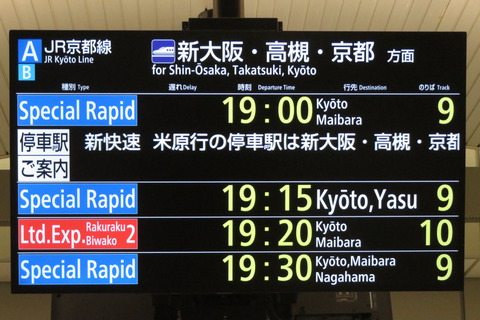 A JR京都線 新大阪・高槻・京都 方面
B JR Kyōto Line for Shin-Ōsaka, Takatsuki, Kyōto
種別 Type 遅れ Delay 時刻 Departure Time 行先 Destination のりば Track
Special Rapid 19:00 Kyōto Maibara 9
停車駅ご案内 新快速 米原行の停車駅は新大阪・高槻・京都
Special Rapid 19:15 Kyōto,Yasu 9
Ltd.Exp. Rakuraku Biwako 2 19:20 Kyōto Maibara 10
Special Rapid 19:30 Kyōto,Maibara Nagahama 9